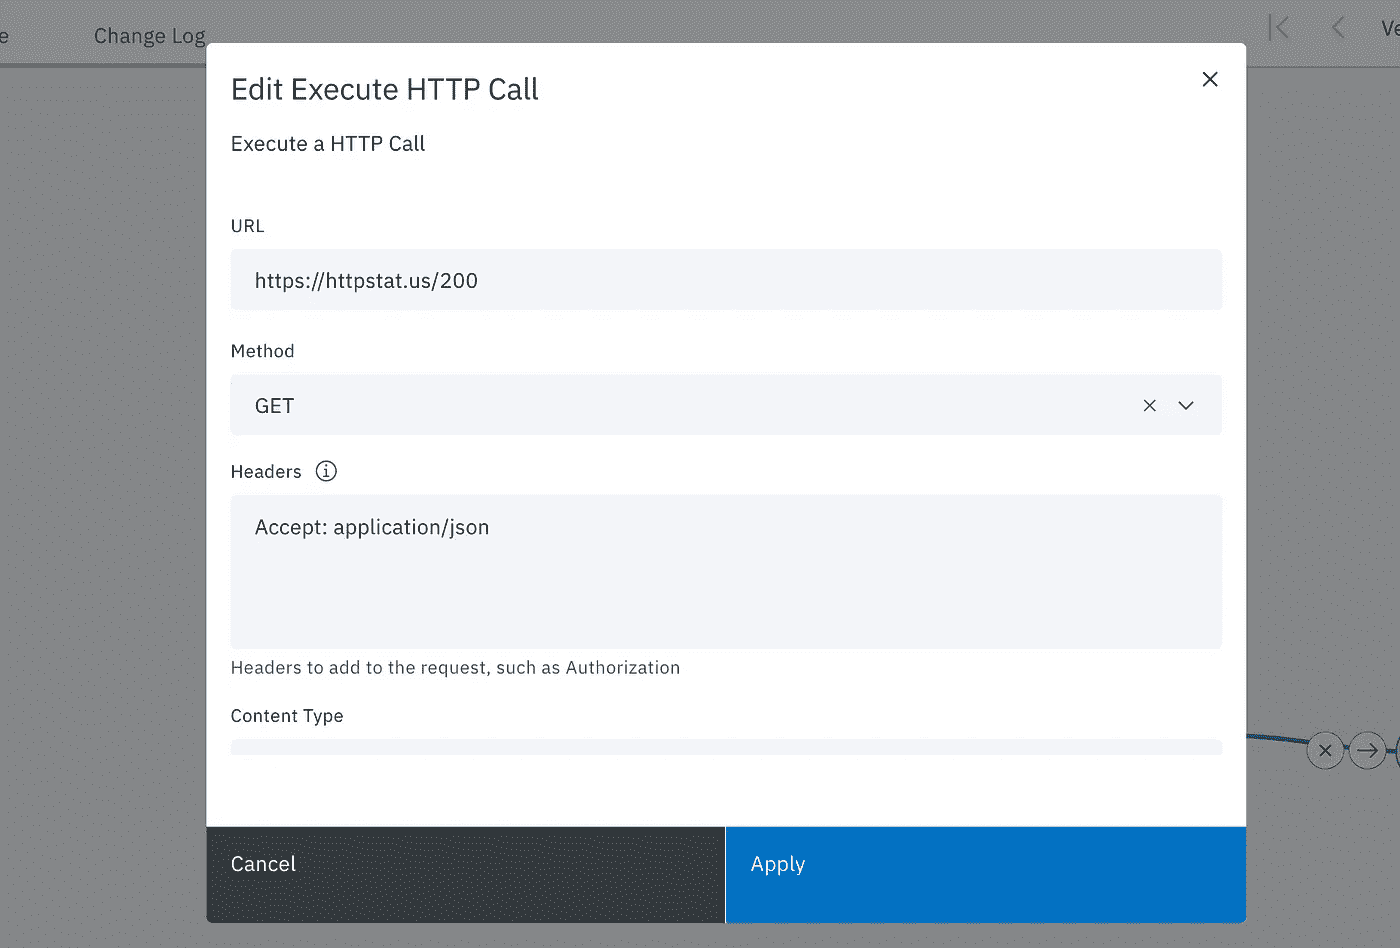 Change Log
Edit Execute HTTP Call
Execute a HTTP Call
URL
https://httpstat.us/200
Method
GET
Headers
Accept: application/json
Headers to add to the request, such as Authorization
Content Type
Cancel
Apply